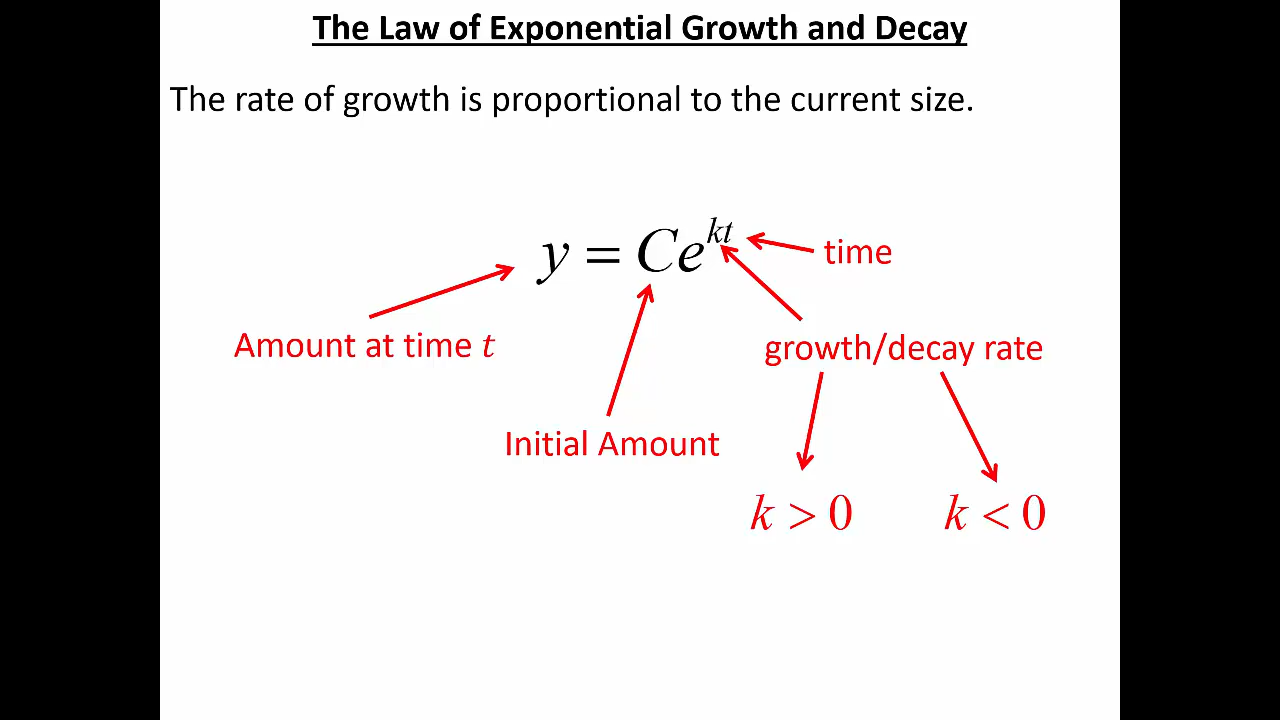 The Law of Exponential Growth and Decay
The rate of growth is proportional to the current size.
y = Ce^{kt}
time
Amount at time t
growth/decay rate
Initial Amount
k > 0
k < 0